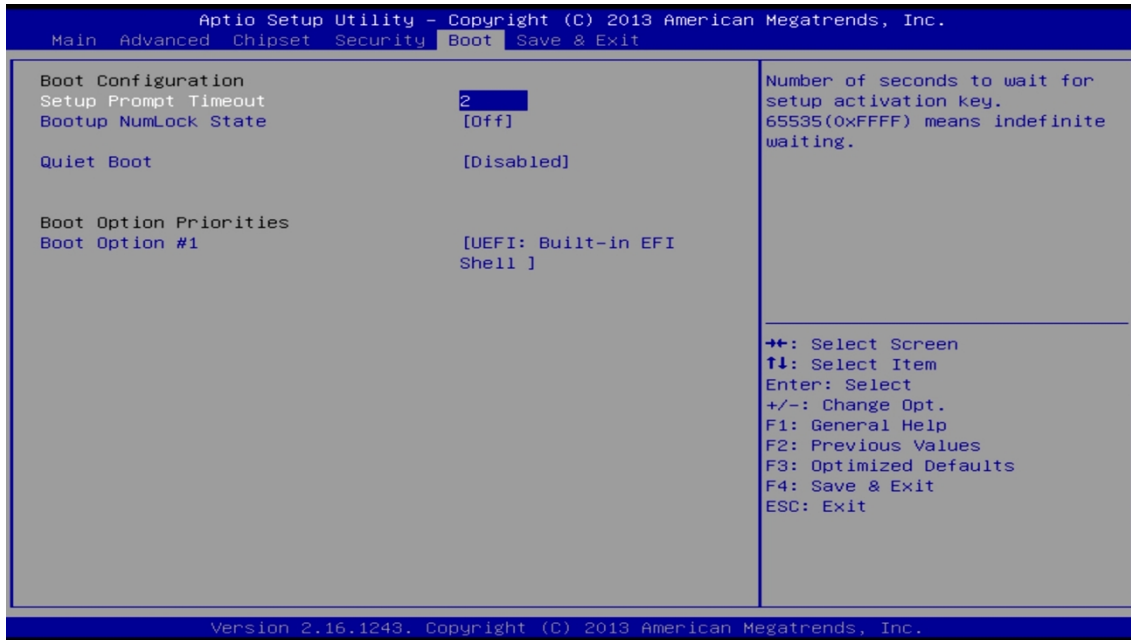 Aptio Setup Utility – Copyright (C) 2013 American Megatrends, Inc.
Main Advanced Chipset Security Boot Save & Exit
Boot Configuration
Setup Prompt Timeout 2
Bootup NumLock State [Off]
Quiet Boot [Disabled]
Boot Option Priorities
Boot Option #1 [UEFI: Built-in EFI
Shell ]
Number of seconds to wait for
setup activation key.
65535(0xFFFF) means indefinite
waiting.
→←: Select Screen
↑↓: Select Item
Enter: Select
+/-: Change Opt.
F1: General Help
F2: Previous Values
F3: Optimized Defaults
F4: Save & Exit
ESC: Exit
Version 2.16.1243. Copyright (C) 2013 American Megatrends, Inc.